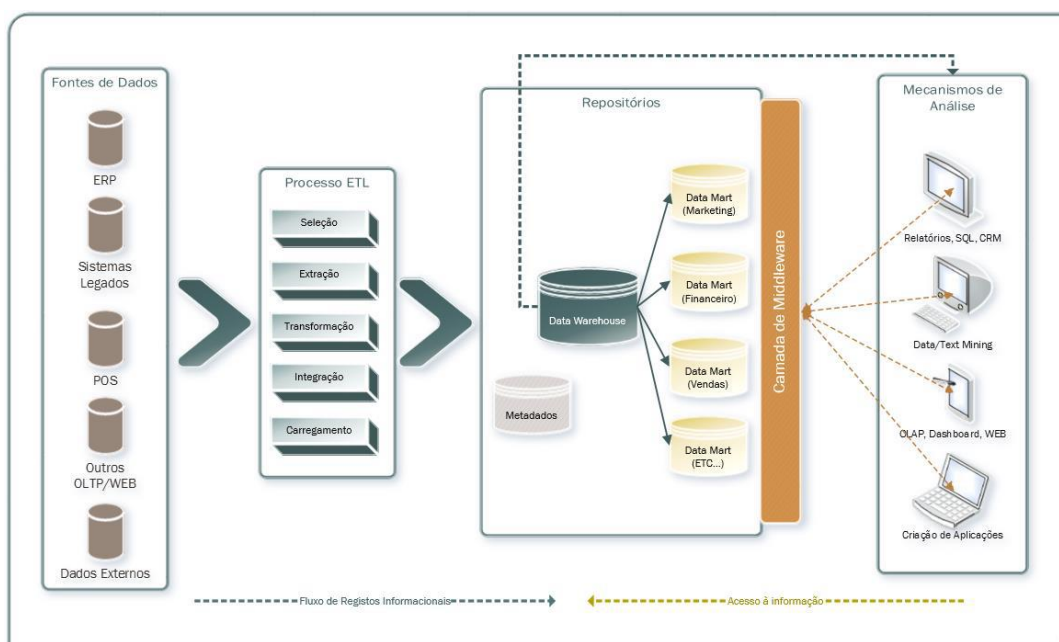 Fontes de Dados
ERP
Sistemas
Legados
POS
Outros
OLTP/WEB
Dados Externos
Processo ETL
Seleção
Extração
Transformação
Integração
Carregamento
Repositórios
Data Warehouse
Metadados
Data Mart
(Marketing)
Data Mart
(Financeiro)
Data Mart
(Vendas)
Data Mart
(ETC...)
Camada de Middleware
Mecanismos de
Análise
Relatórios, SQL, CRM
Data/Text Mining
OLAP, Dashboard, WEB
Criação de Aplicações
Fluxo de Registos Informacionais
Acesso à informação